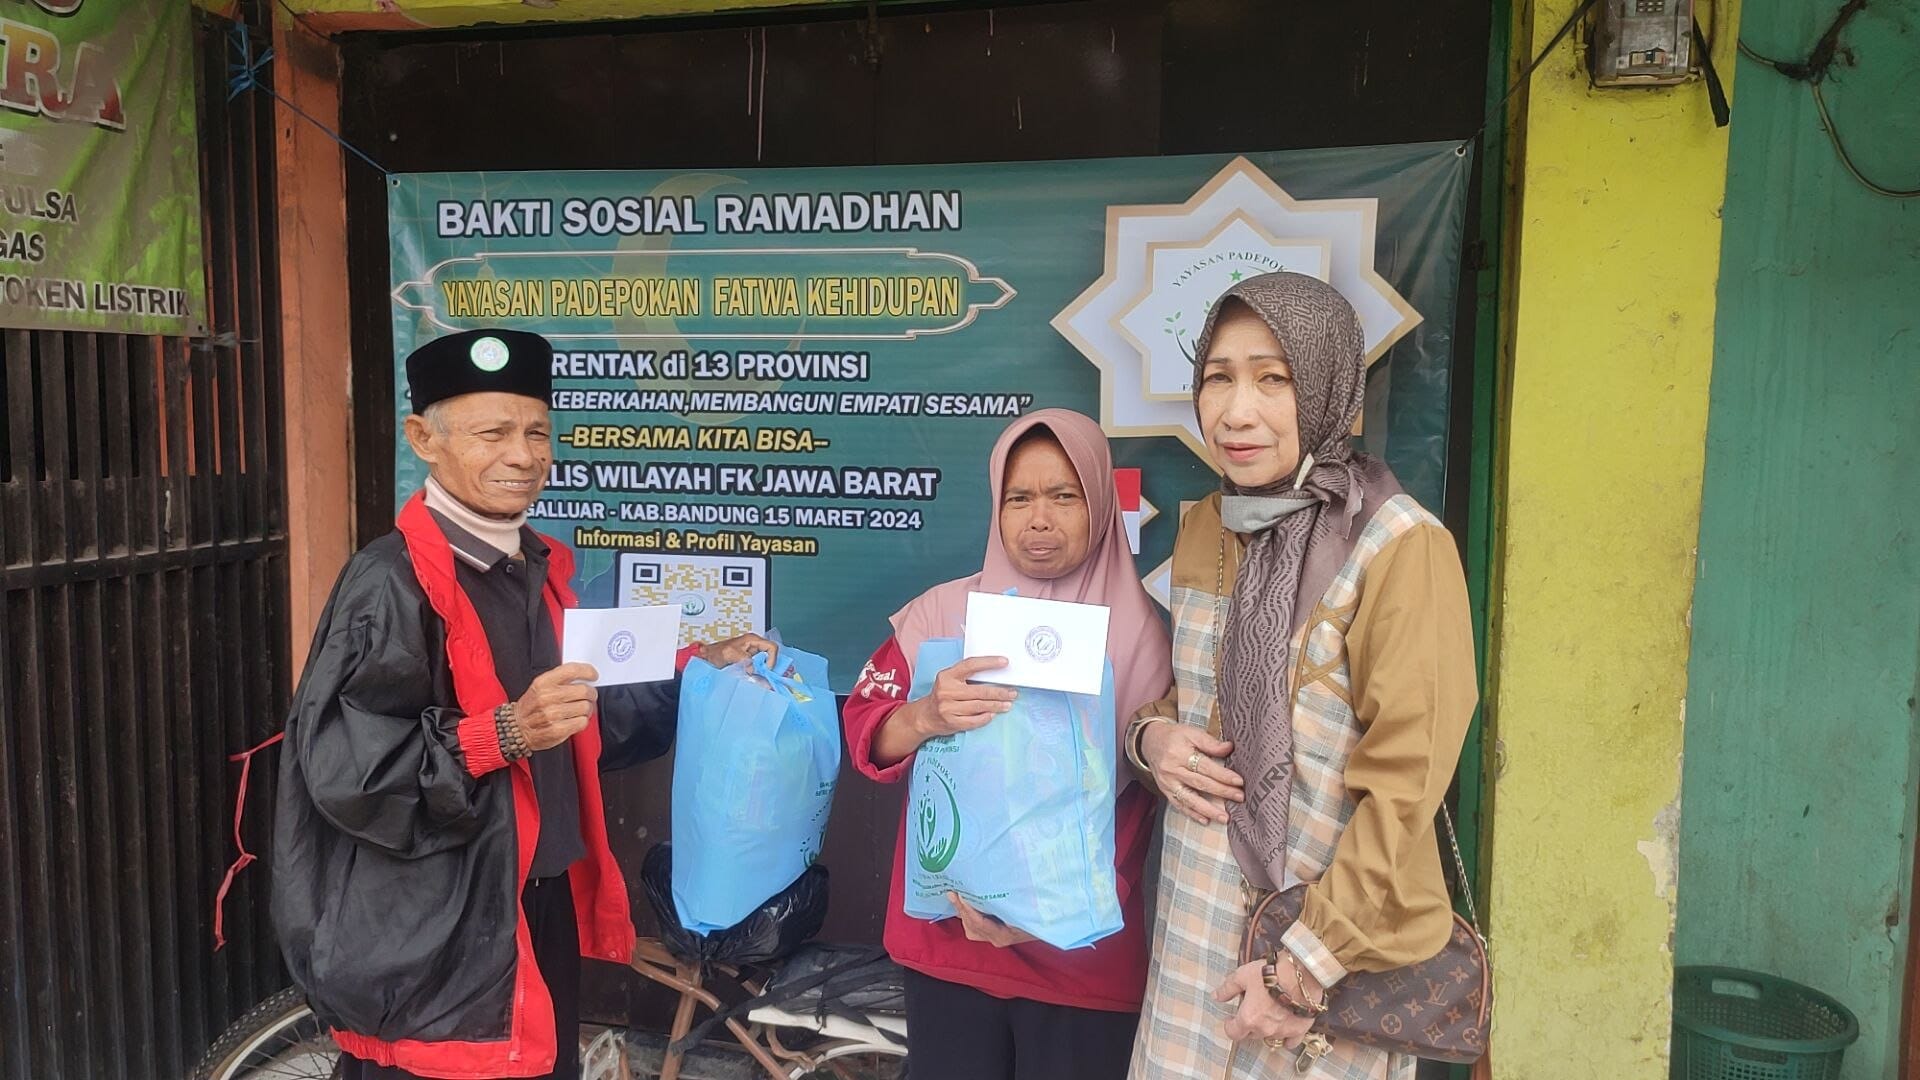 RA
PULSA
GAS
TOKEN LISTRIK
BAKTI SOSIAL RAMADHAN
YAYASAN PADEPOKAN FATWA KEHIDUPAN
RENTAK di 13 PROVINSI
KEBERKAHAN,MEMBANGUN EMPATI SESAMA”
--BERSAMA KITA BISA--
LIS WILAYAH FK JAWA BARAT
GALLUAR - KAB.BANDUNG 15 MARET 2024
Informasi & Profil Yayasan
YAYASAN PADEPOK